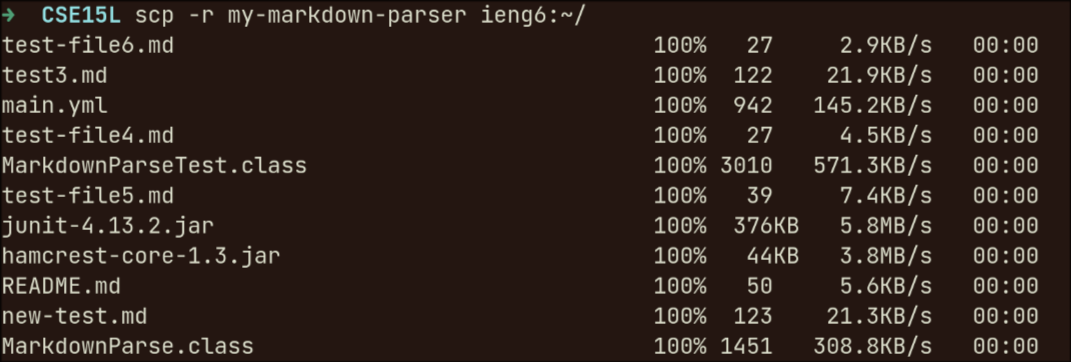 → CSE15L scp -r my-markdown-parser ieng6:~/
test-file6.md 100% 27 2.9KB/s 00:00
test3.md 100% 122 21.9KB/s 00:00
main.yml 100% 942 145.2KB/s 00:00
test-file4.md 100% 27 4.5KB/s 00:00
MarkdownParseTest.class 100% 3010 571.3KB/s 00:00
test-file5.md 100% 39 7.4KB/s 00:00
junit-4.13.2.jar 100% 376KB 5.8MB/s 00:00
hamcrest-core-1.3.jar 100% 44KB 3.8MB/s 00:00
README.md 100% 50 5.6KB/s 00:00
new-test.md 100% 123 21.3KB/s 00:00
MarkdownParse.class 100% 1451 308.8KB/s 00:00